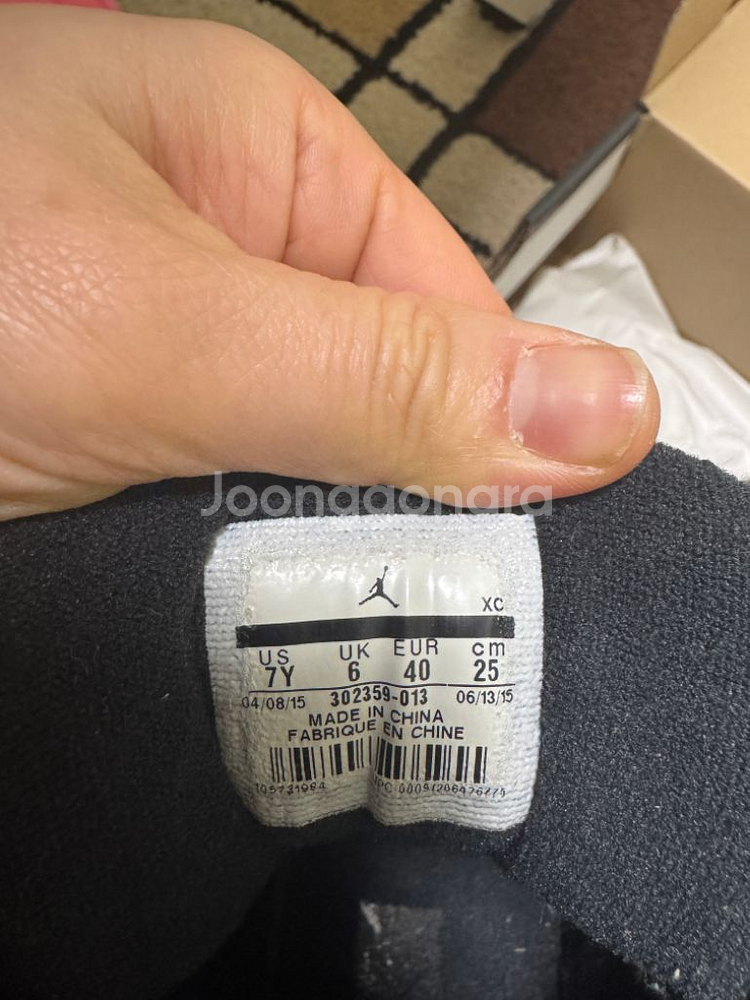 Joongdonara
XC
US UK EUR cm
7Y 6 40 25
04/08/15 302359-013 06/13/15
MADE IN CHINA
FABRIQUE EN CHINE